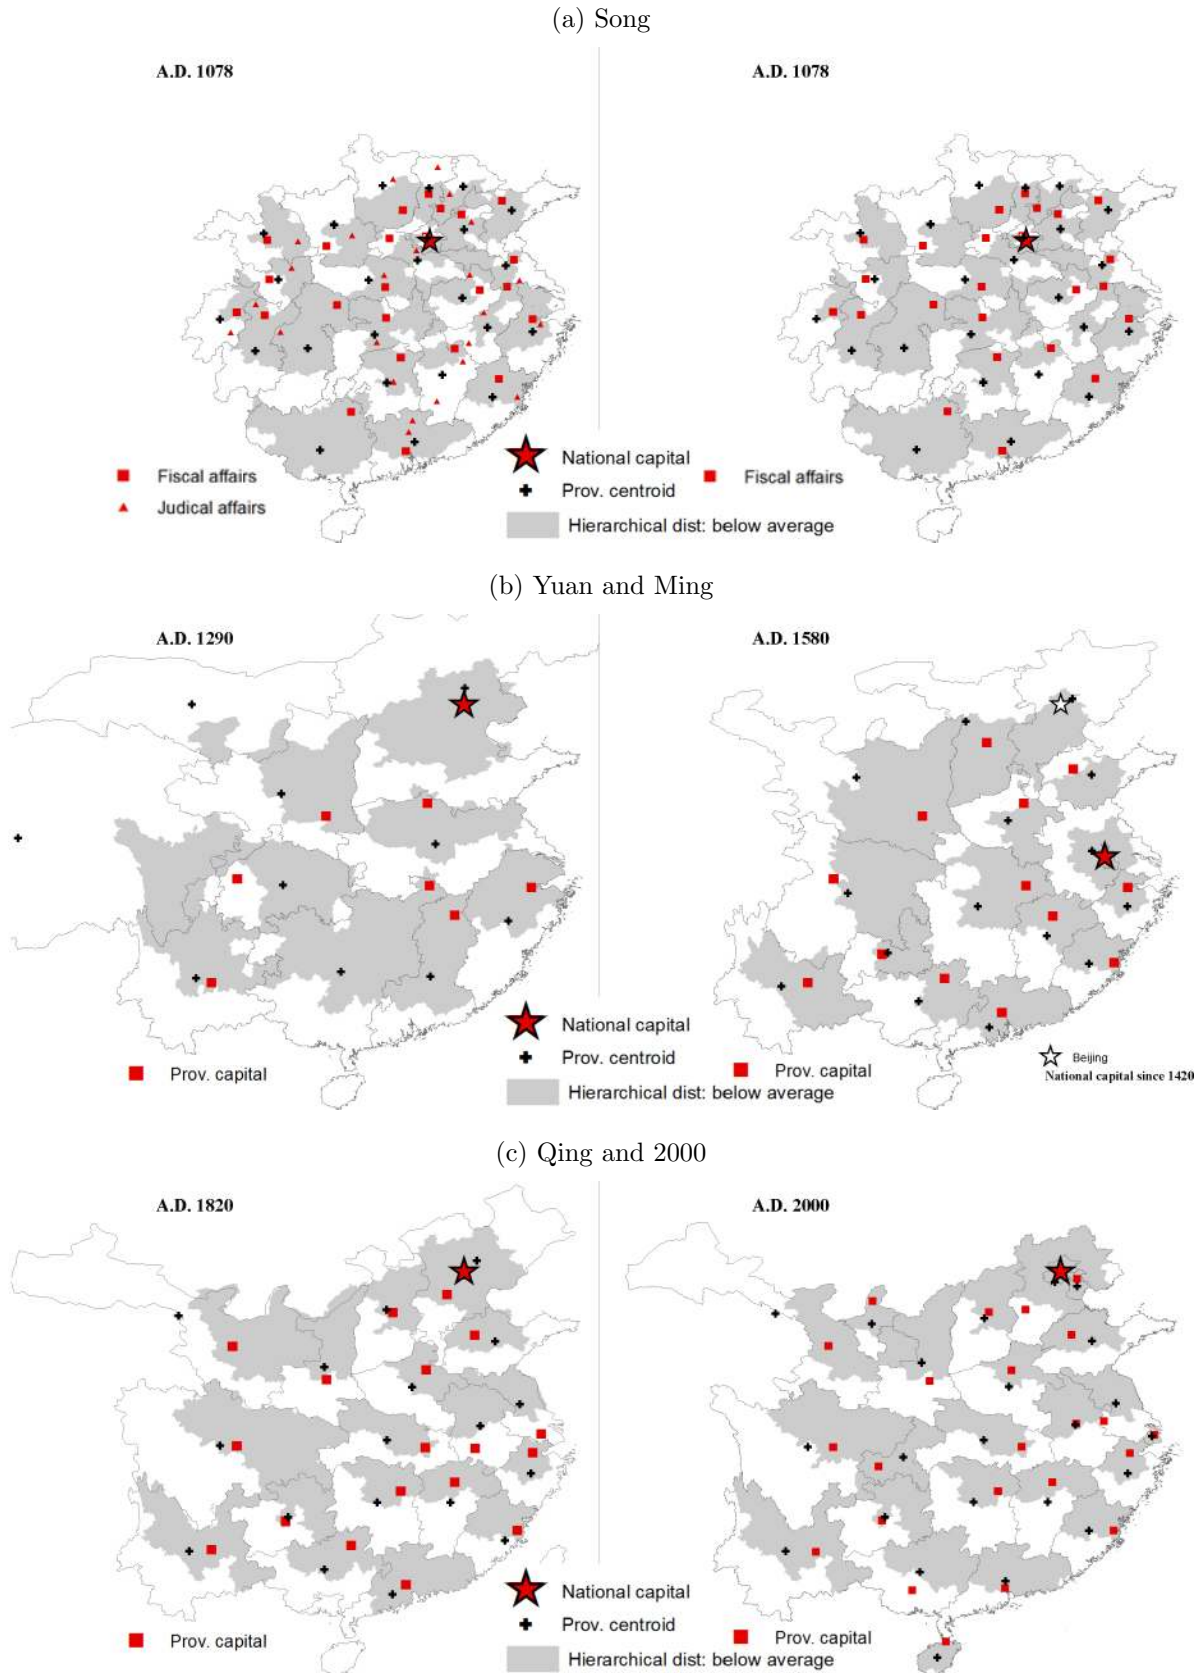 (a) Song
A.D. 1078
A.D. 1078
National capital
Fiscal affairs
Prov. centroid
Fiscal affairs
Judical affairs
Hierarchical dist: below average
(b) Yuan and Ming
A.D. 1290
A.D. 1580
National capital
Prov. centroid
Prov. capital
Prov. capital
Hierarchical dist: below average
Beijing
National capital since 1420
(c) Qing and 2000
A.D. 1820
A.D. 2000
National capital
Prov. centroid
Prov. capital
Prov. capital
Hierarchical dist: below average